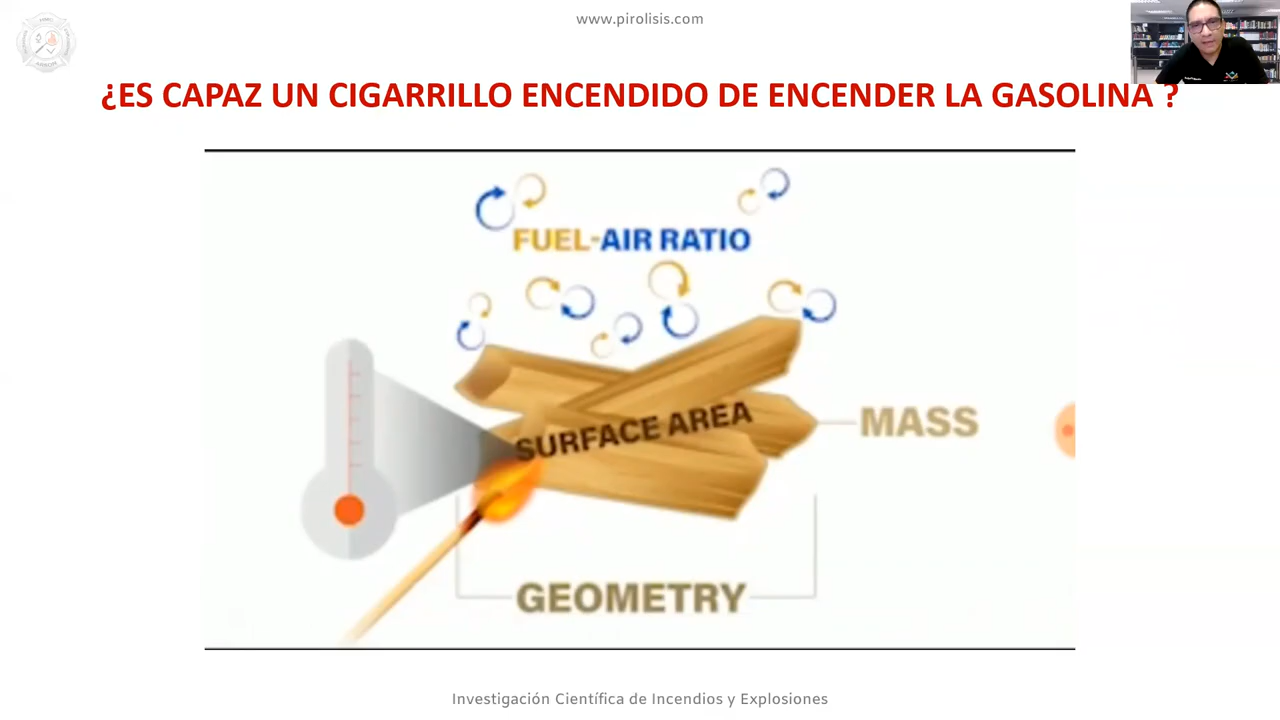 www.pirolisis.com
¿ES CAPAZ UN CIGARRILLO ENCENDIDO DE ENCENDER LA GASOLINA ?
FUEL-AIR RATIO
SURFACE AREA
MASS
GEOMETRY
Investigación Científica de Incendios y Explosiones